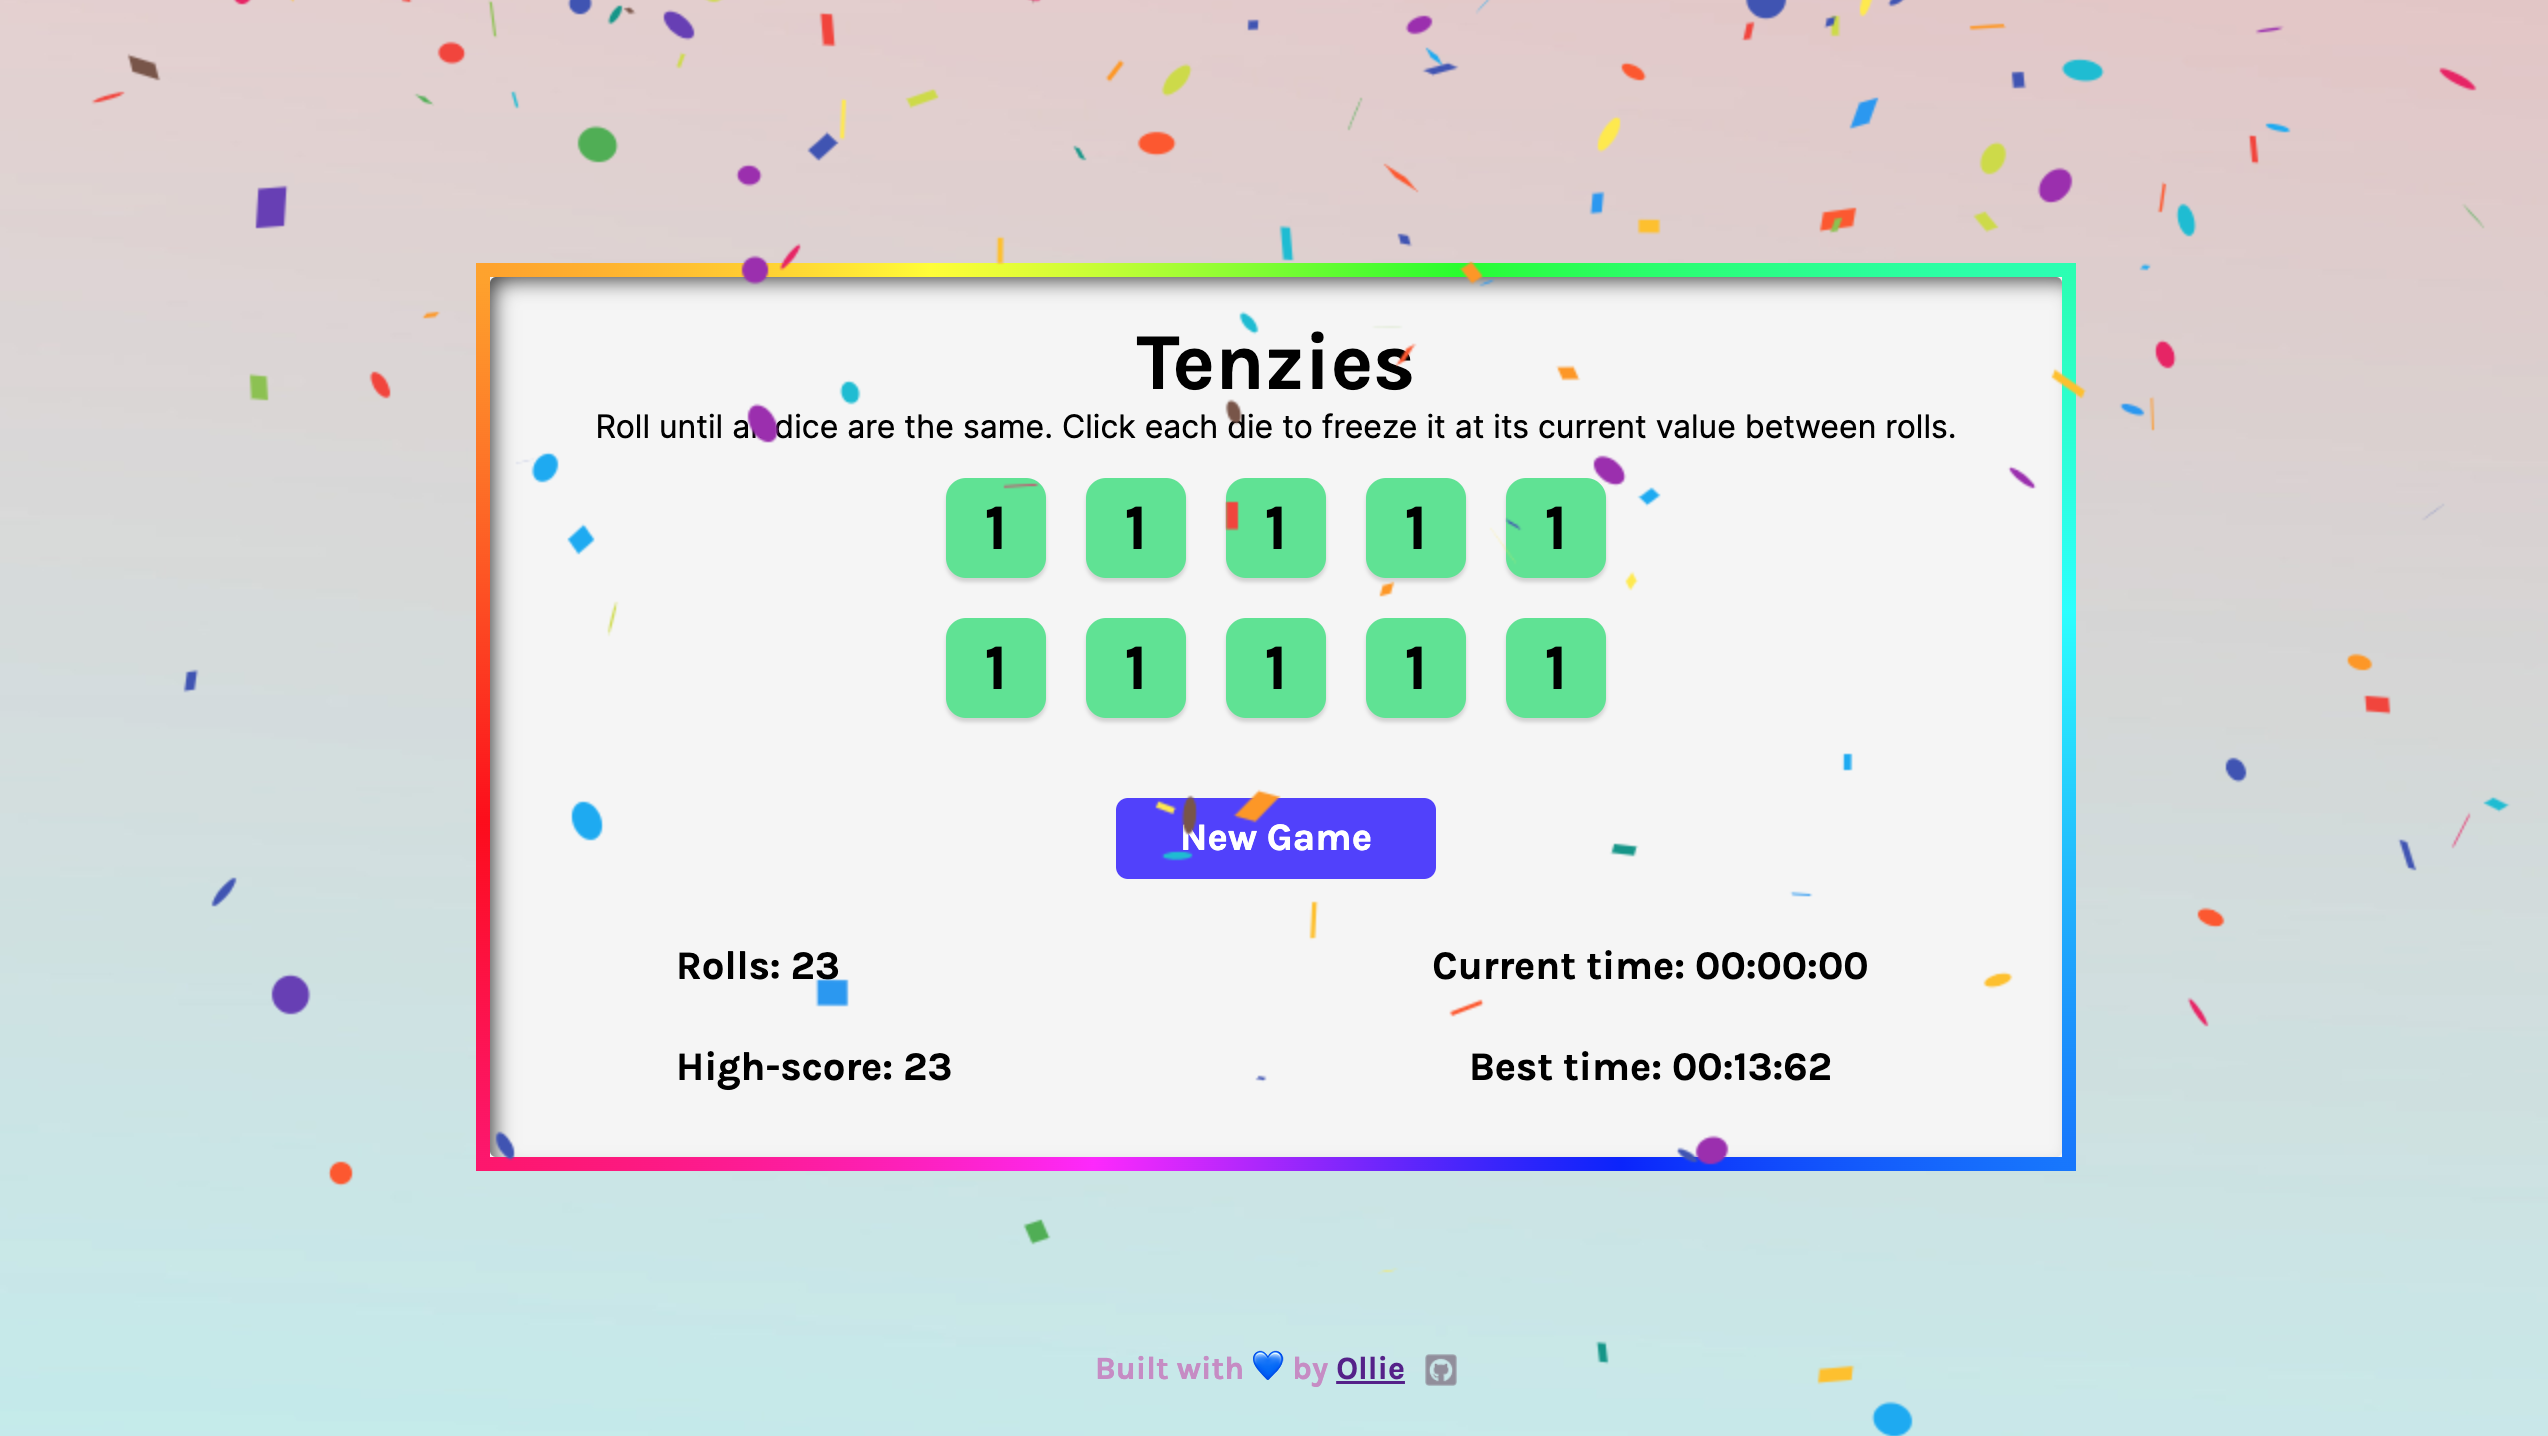 Tenzies
Roll until all dice are the same. Click each die to freeze it at its current value between rolls.
1 1 1 1 1
1 1 1 1 1
New Game
Rolls: 23
Current time: 00:00:00
High-score: 23
Best time: 00:13:62
Built with 💙 by Ollie